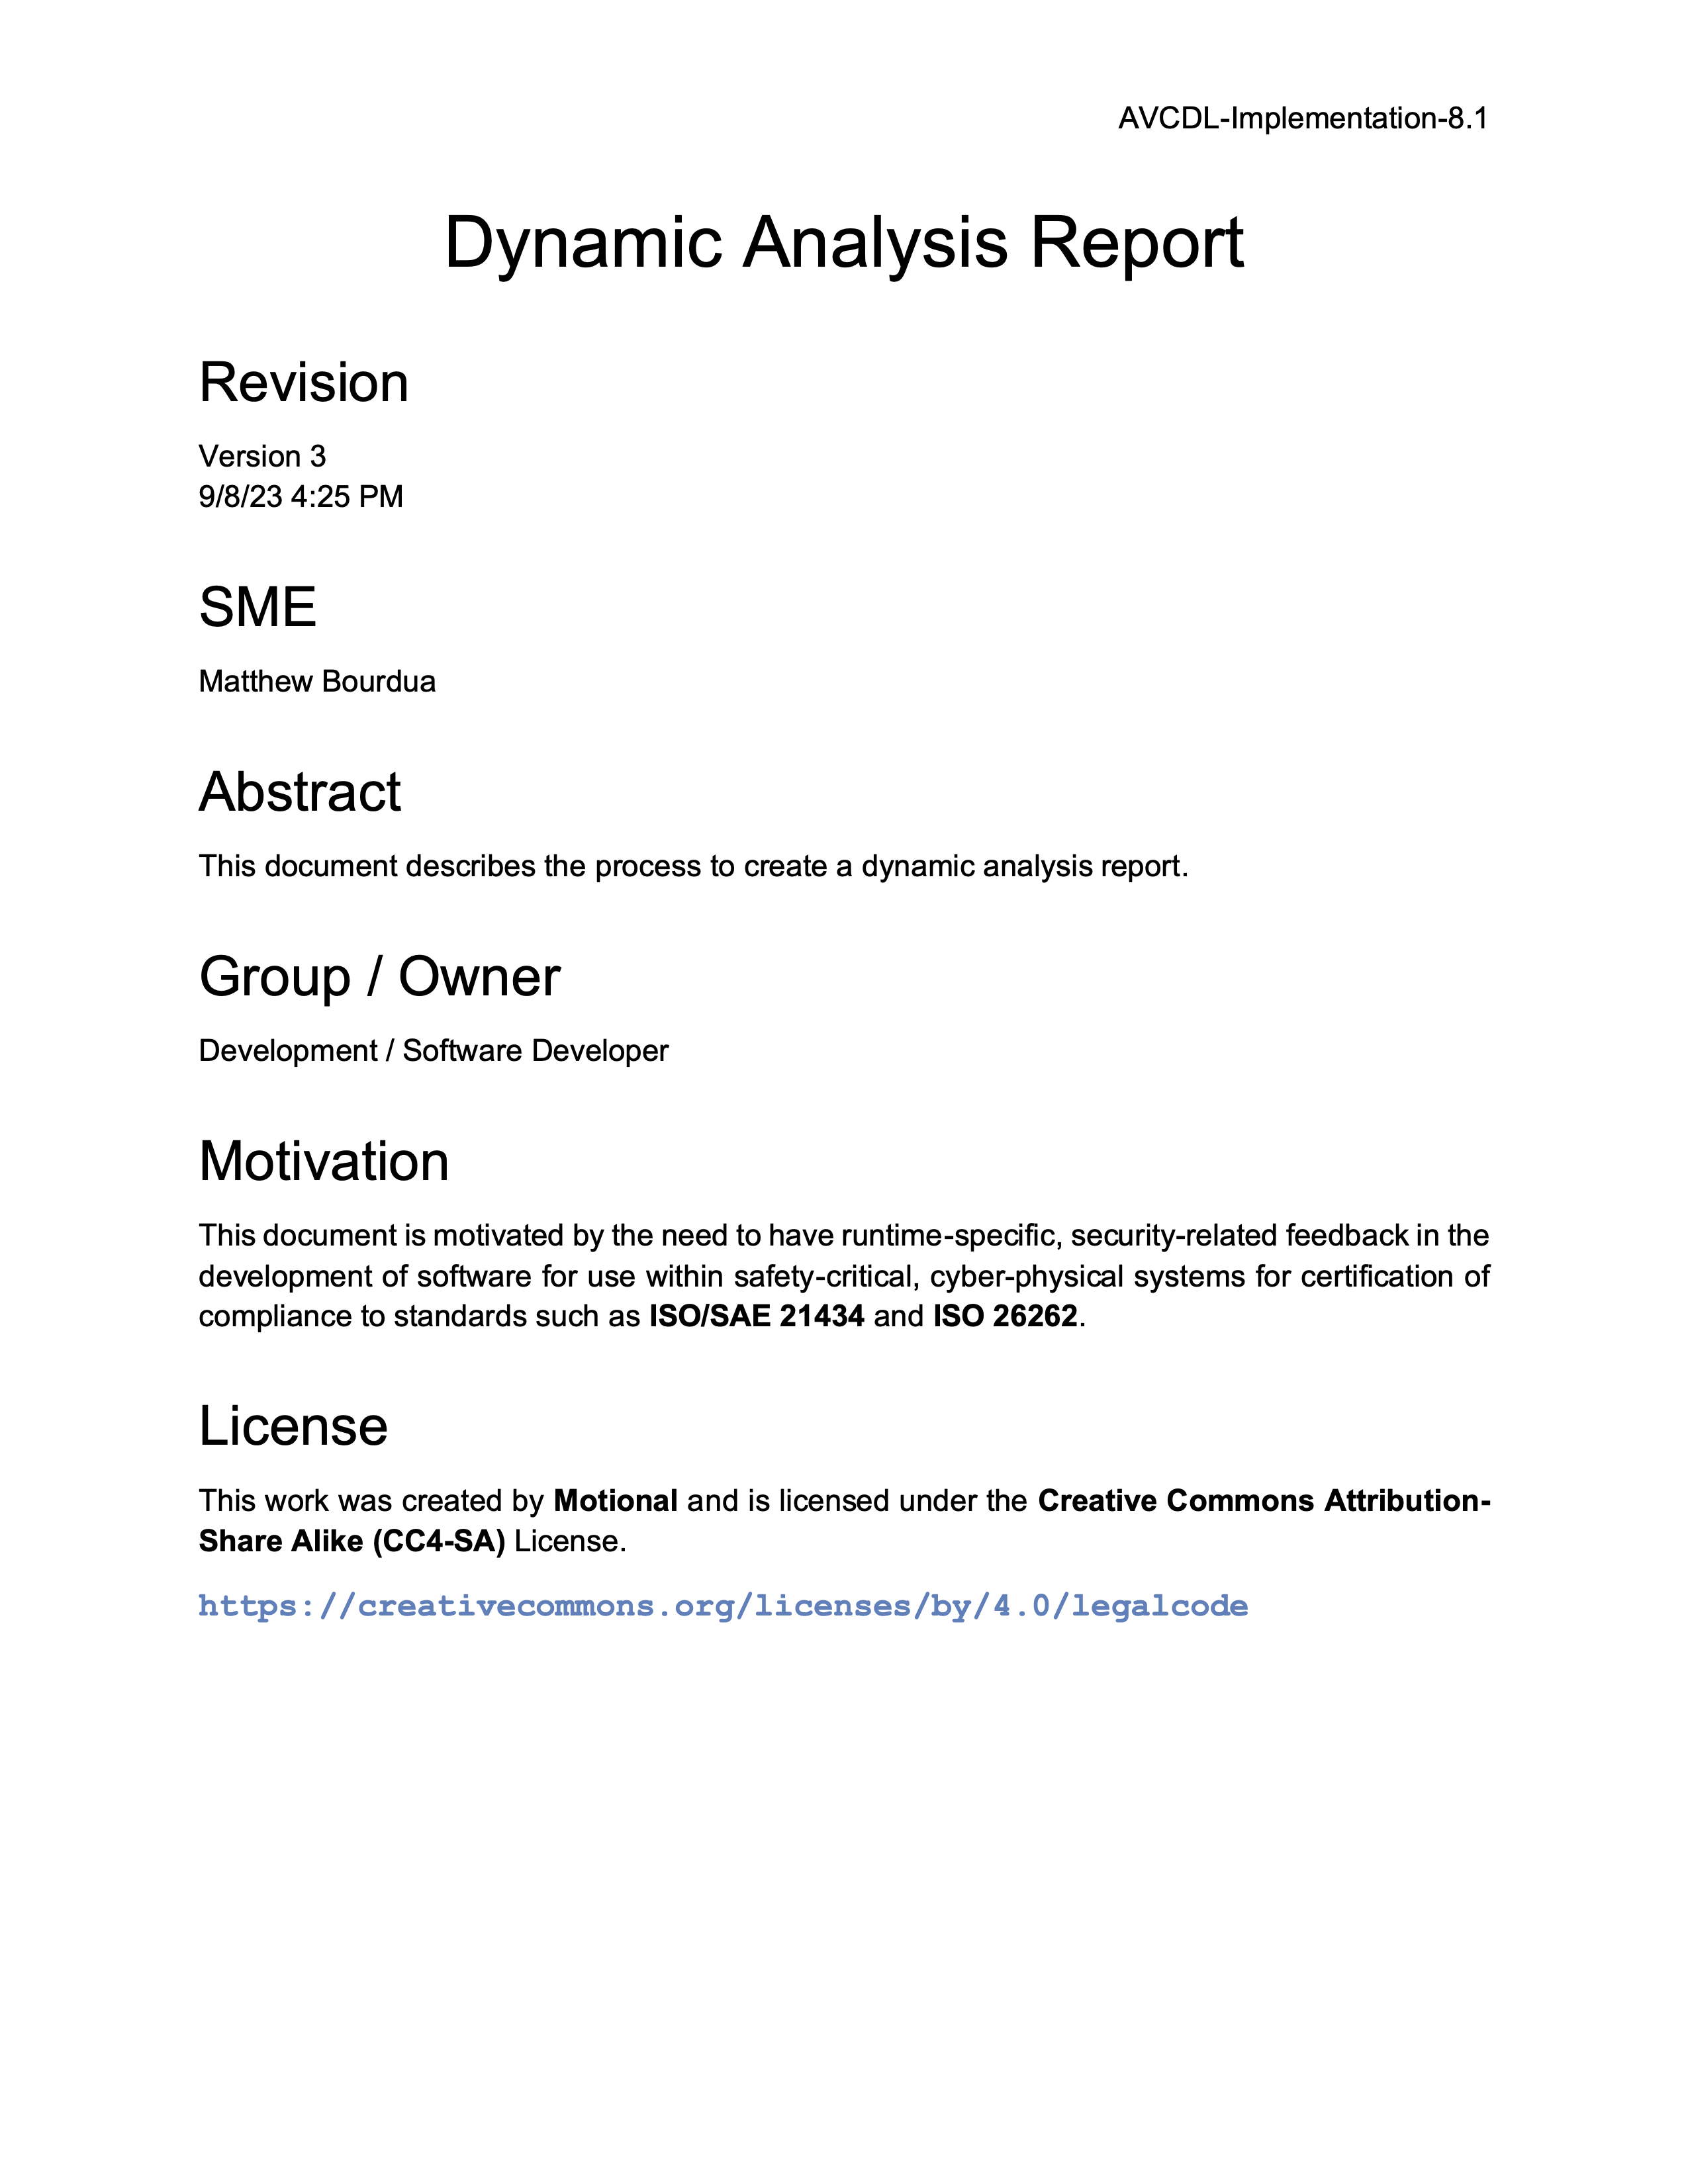 AVCDL-Implementation-8.1
Dynamic Analysis Report
Revision
Version 3
9/8/23 4:25 PM
SME
Matthew Bourdua
Abstract
This document describes the process to create a dynamic analysis report.
Group / Owner
Development / Software Developer
Motivation
This document is motivated by the need to have runtime-specific, security-related feedback in the
development of software for use within safety-critical, cyber-physical systems for certification of
compliance to standards such as ISO/SAE 21434 and ISO 26262.
License
This work was created by Motional and is licensed under the Creative Commons Attribution-
Share Alike (CC4-SA) License.
https://creativecommons.org/licenses/by/4.0/legalcode